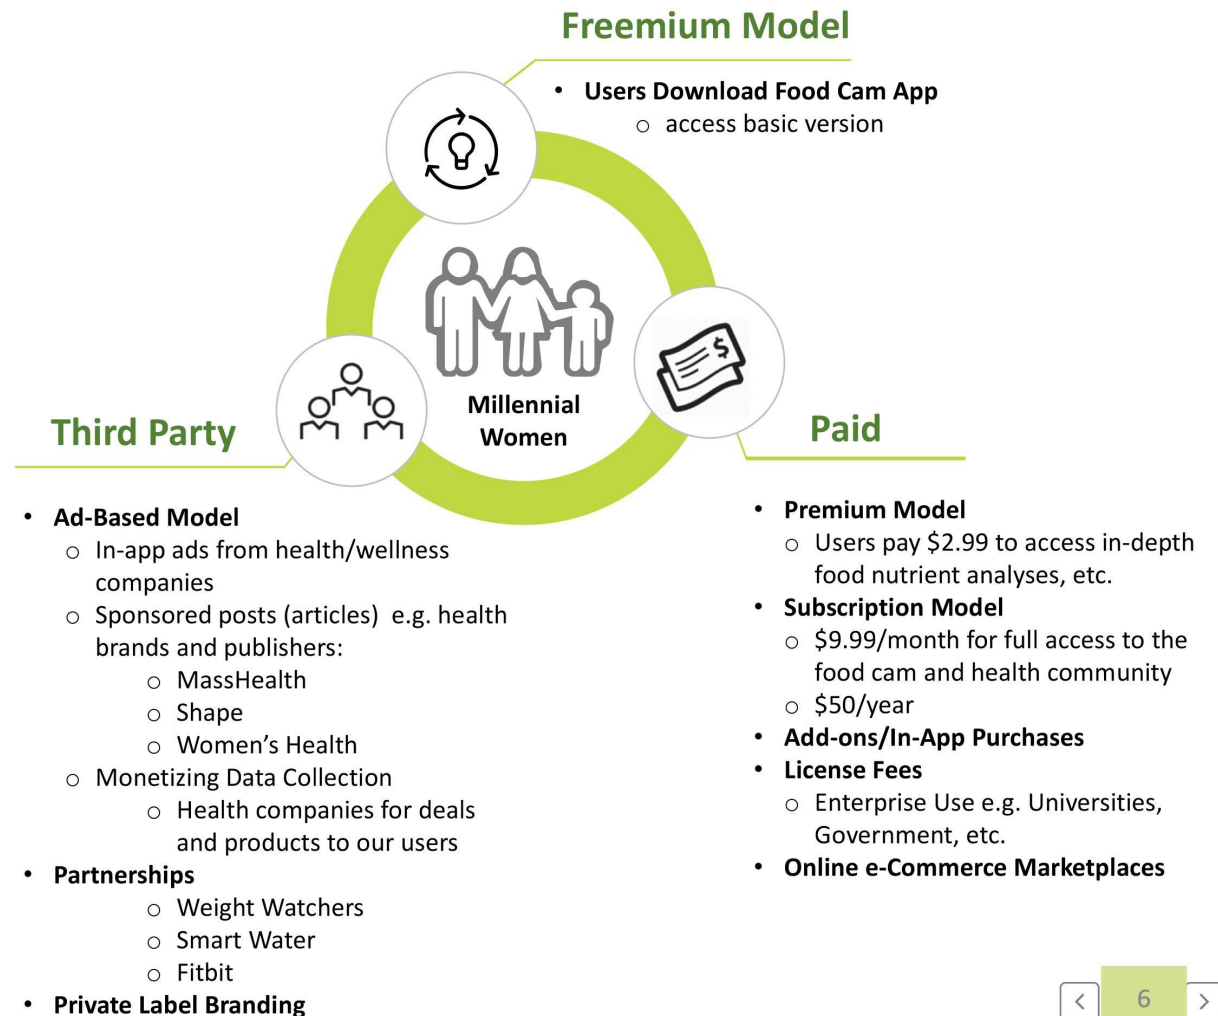 Freemium Model
• Users Download Food Cam App
o access basic version
Millennial
Women
Third Party
• Ad-Based Model
o In-app ads from health/wellness
companies
o Sponsored posts (articles)  e.g. health
brands and publishers:
o MassHealth
o Shape
o Women’s Health
o Monetizing Data Collection
o Health companies for deals
and products to our users
• Partnerships
o Weight Watchers
o Smart Water
o Fitbit
• Private Label Branding
Paid
• Premium Model
o Users pay $2.99 to access in-depth
food nutrient analyses, etc.
• Subscription Model
o $9.99/month for full access to the
food cam and health community
o $50/year
• Add-ons/In-App Purchases
• License Fees
o Enterprise Use e.g. Universities,
Government, etc.
• Online e-Commerce Marketplaces
$
< 6 >